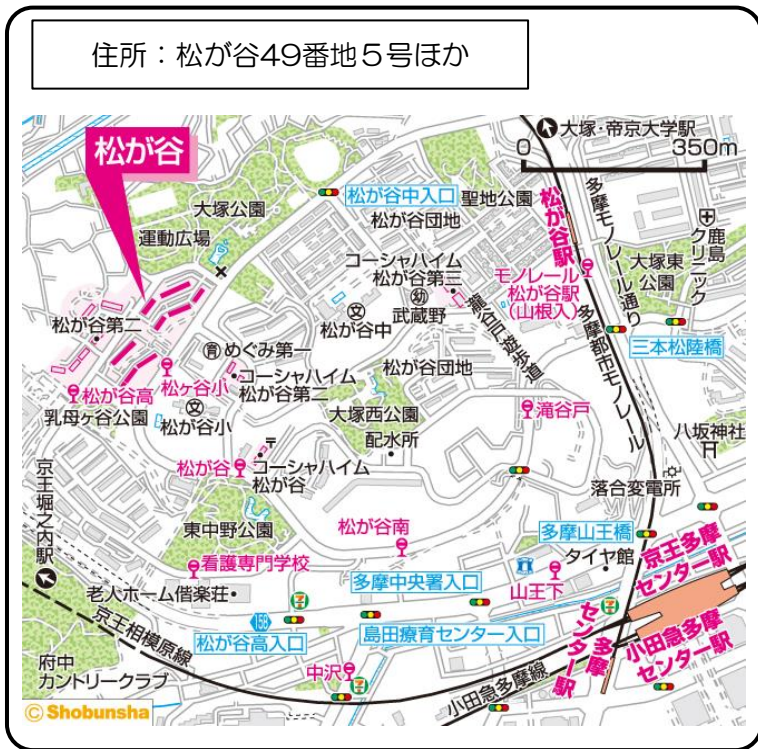 住所：松が谷49番地５号ほか
大塚・帝京大学駅
0 350m
松が谷
松が谷中入口
聖地公園
大塚公園
松が谷団地
松が谷駅
多摩モノレール通り
鹿島
クリニック
運動広場
コーシャハイム
松が谷第三
モノレール
松が谷駅
(山根入)
大塚東
公園
松が谷第二
文
松が谷中
幼
武蔵野
瀧谷戸遊歩道
多摩都市モノレール
三本松陸橋
育 めぐみ第一
松が谷団地
松が谷高
松ヶ谷小
コーシャハイム
松が谷第二
乳母ヶ谷公園
文
松が谷小
大塚西公園
滝谷戸
配水所
八坂神社
松が谷
コーシャハイム
松が谷
京王堀之内駅
落合変電所
東中野公園
松が谷南
多摩山王橋
看護専門学校
多摩中央署入口
タイヤ館
京王多摩
センター駅
山王下
老人ホーム偕楽荘
158
松が谷高入口
島田療育センター入口
多摩
センター駅
小田急多摩
センター駅
京王相模原線
中沢
小田急多摩線
府中
カントリークラブ
© Shobunsha